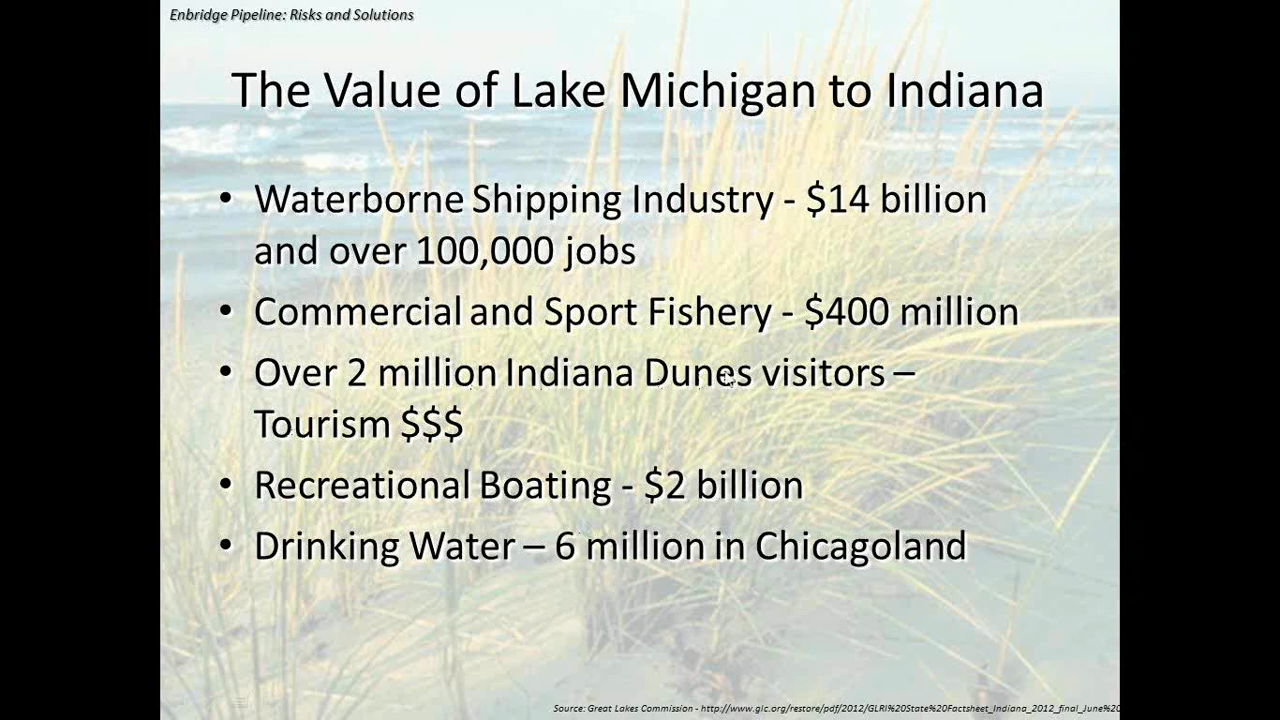 Enbridge Pipeline: Risks and Solutions
The Value of Lake Michigan to Indiana
• Waterborne Shipping Industry - $14 billion
and over 100,000 jobs
• Commercial and Sport Fishery - $400 million
• Over 2 million Indiana Dunes visitors –
Tourism $$$
• Recreational Boating - $2 billion
• Drinking Water – 6 million in Chicagoland
Source: Great Lakes Commission - http://www.glc.org/restore/pdf/2012/GLRI%20State%20Factsheet_Indiana_2012_final_June%20